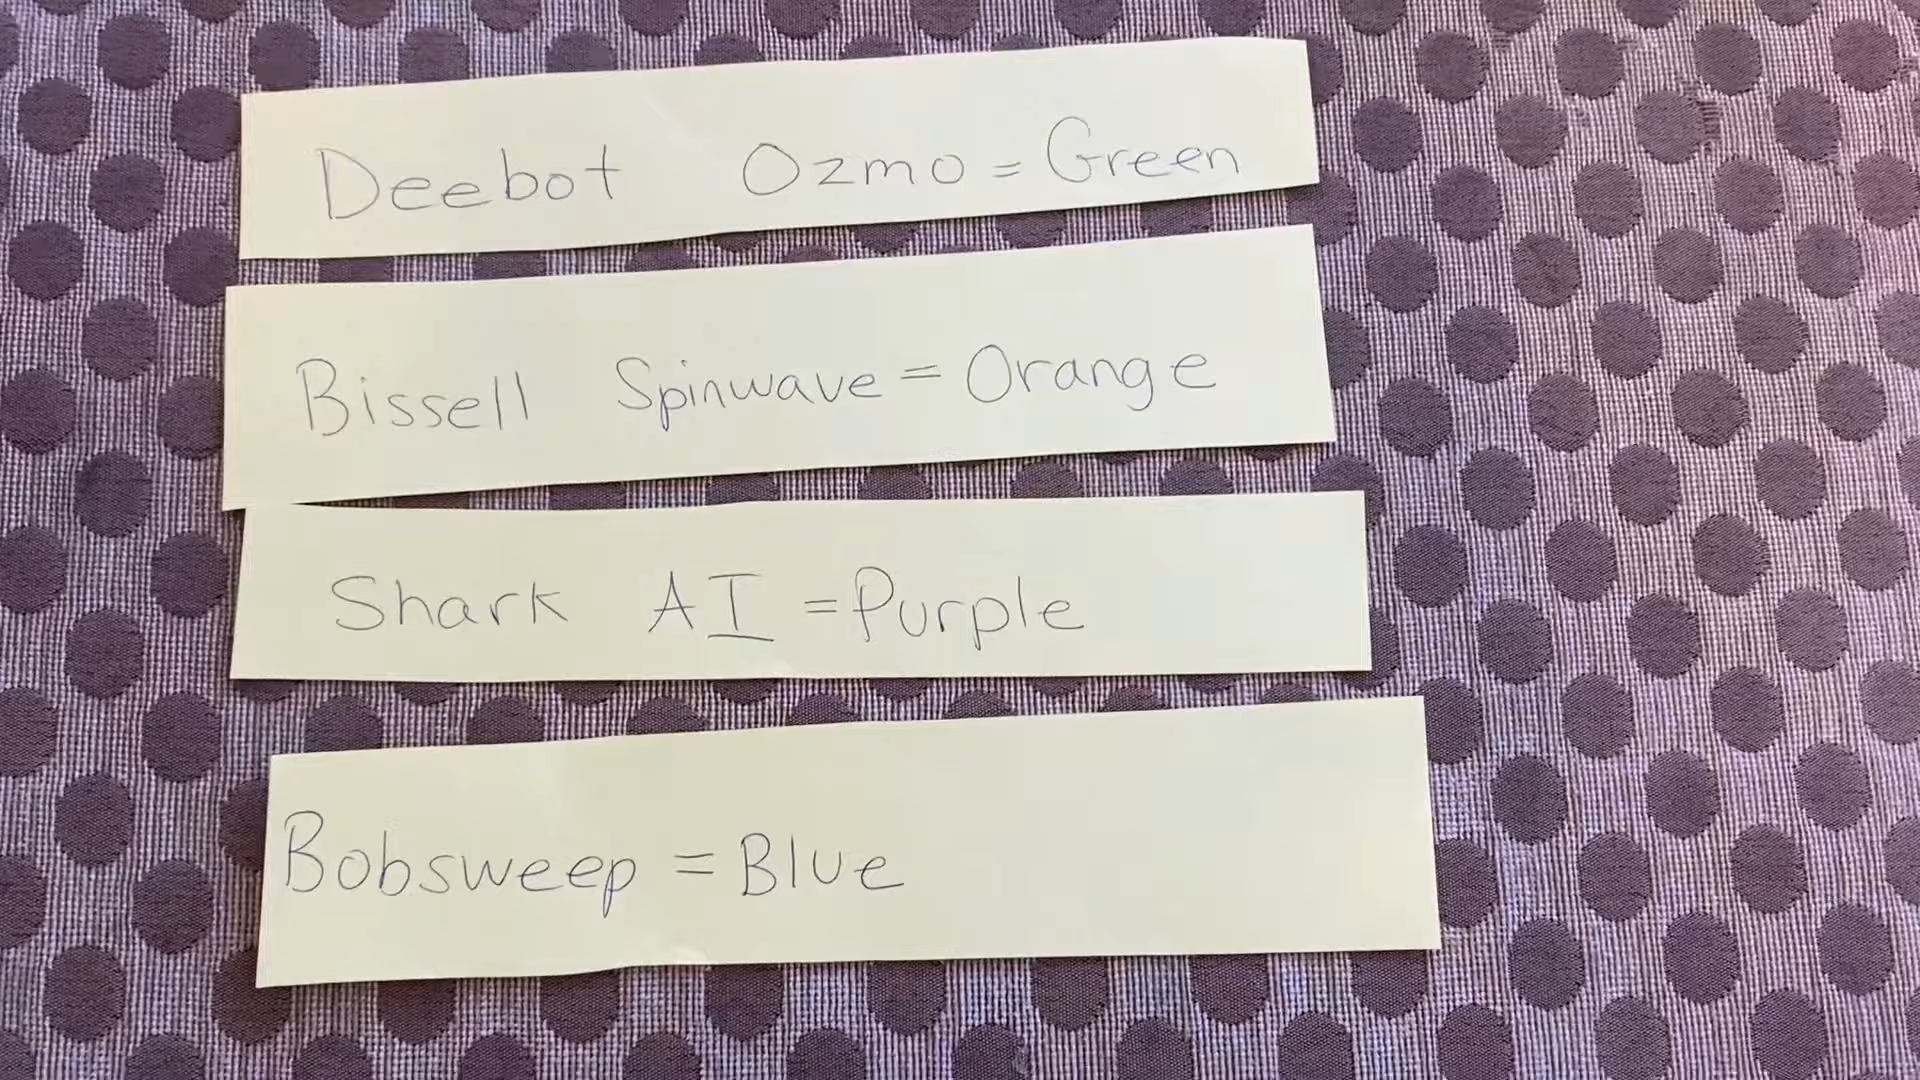 Deebot Ozmo = Green
Bissell Spinwave = Orange
Shark AI = Purple
Bobsweep = Blue